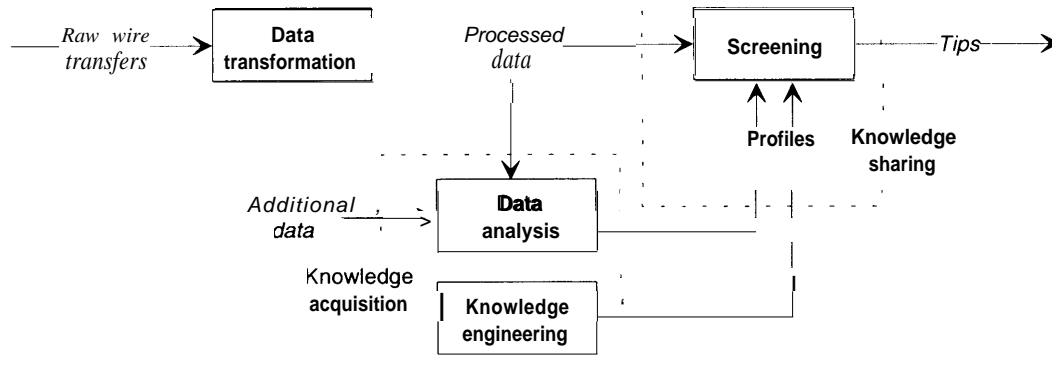 Raw wire
transfers
Data
transformation
Processed
data
Screening
Tips
Profiles
Knowledge
sharing
Additional
data
Data
analysis
Knowledge
acquisition
Knowledge
engineering